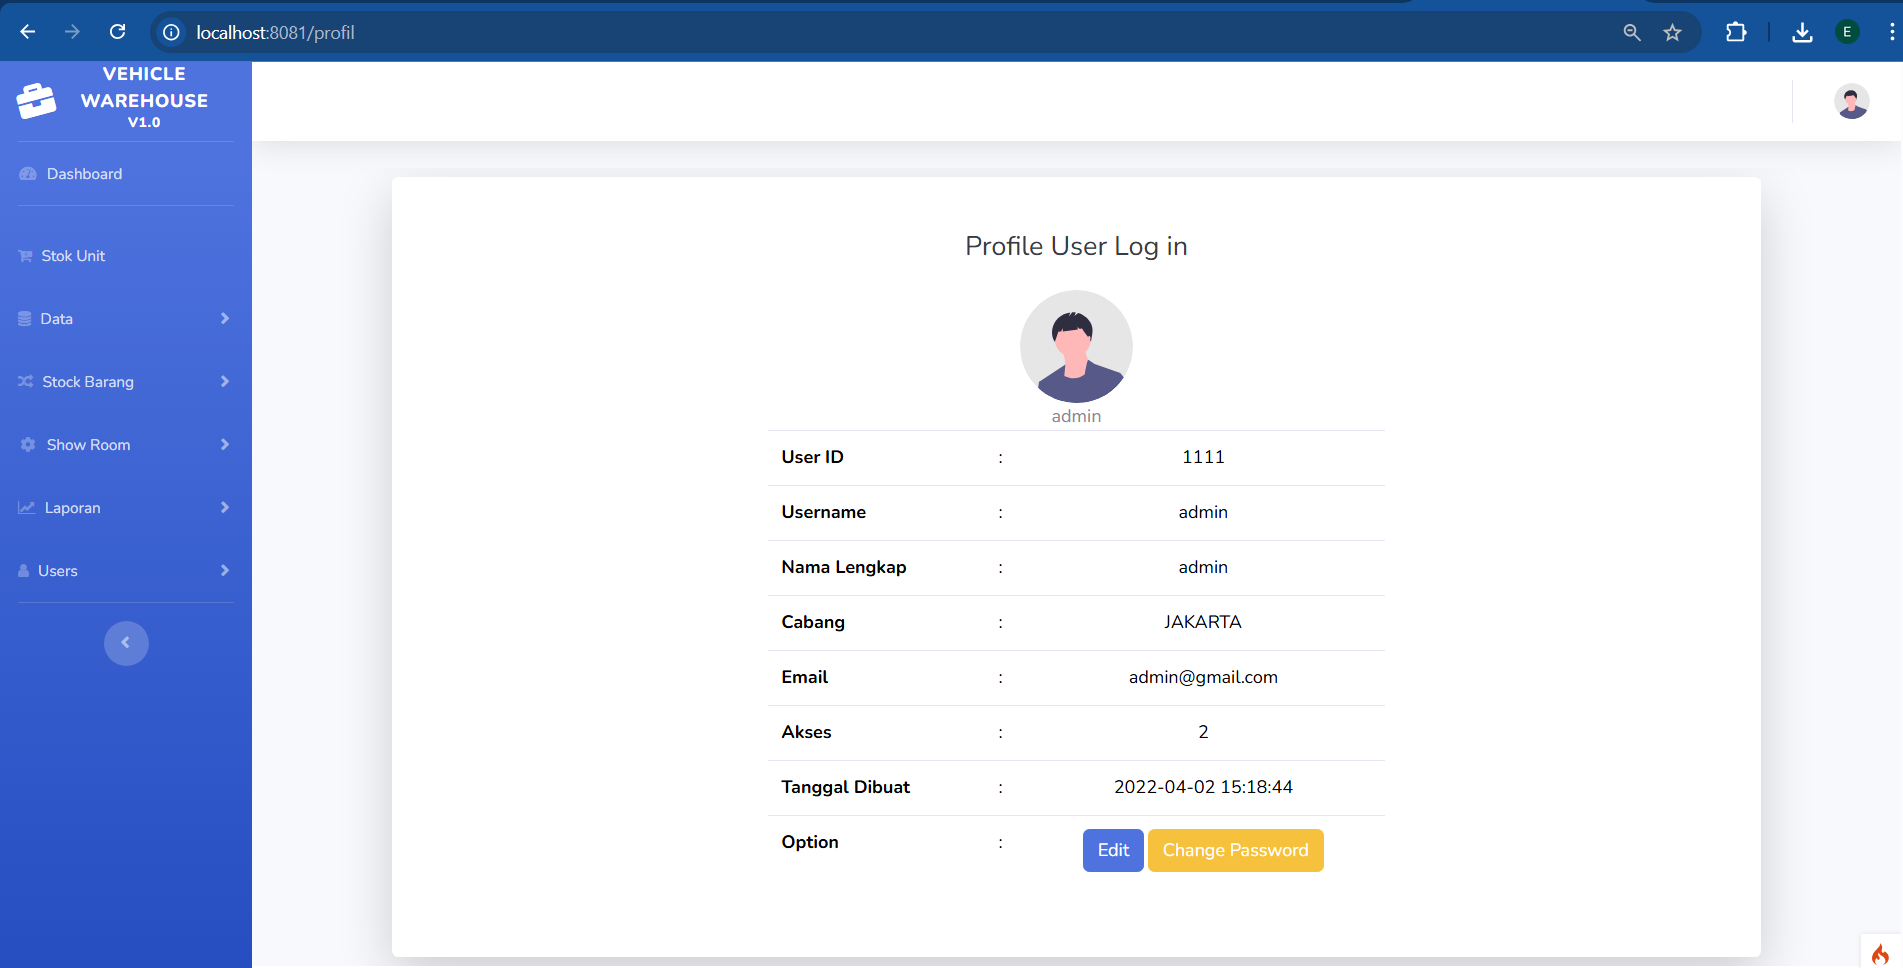 localhost:8081/profil
E
VEHICLE
WAREHOUSE
V1.0
Dashboard
Stok Unit
Data
Stock Barang
Show Room
Laporan
Users
Profile User Log in
admin
User ID : 1111
Username : admin
Nama Lengkap : admin
Cabang : JAKARTA
Email : admin@gmail.com
Akses : 2
Tanggal Dibuat : 2022-04-02 15:18:44
Option : Edit Change Password